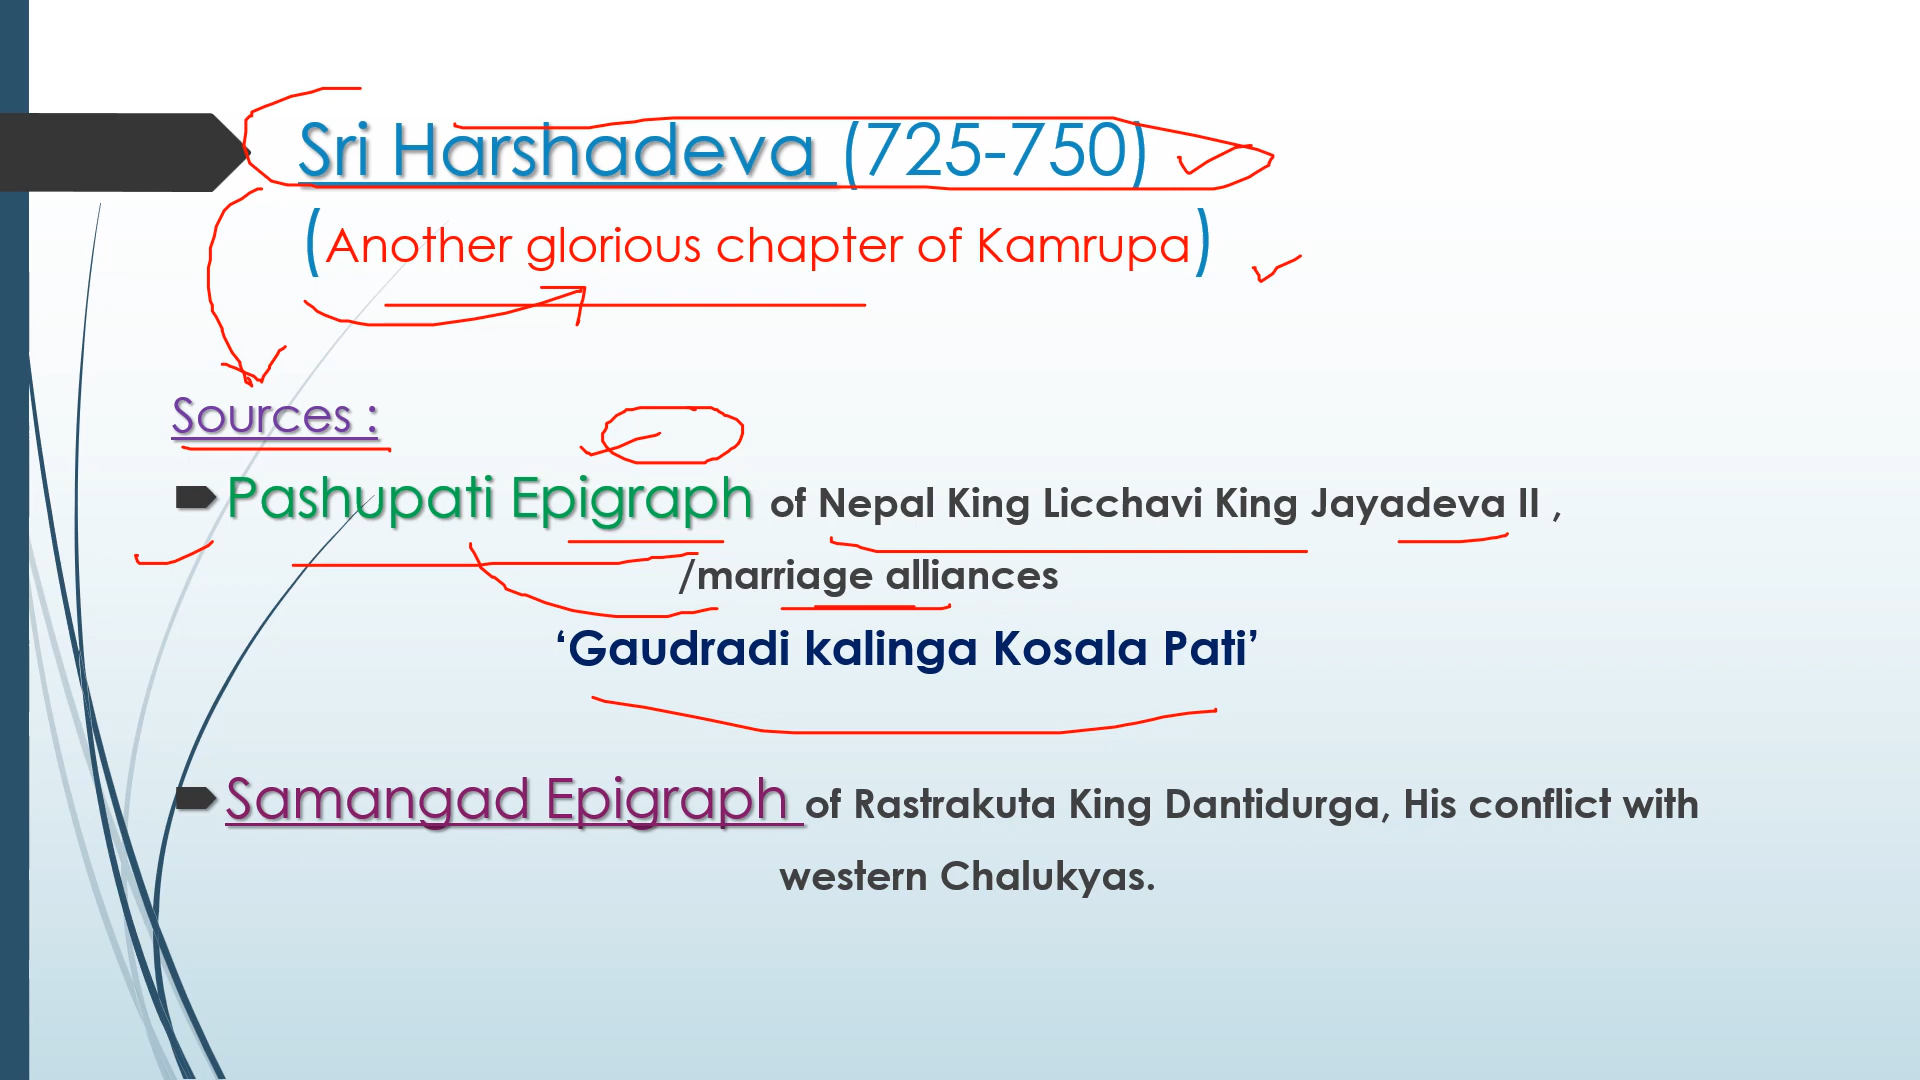 Sri Harshadeva (725-750)
(Another glorious chapter of Kamrupa)
Sources :
Pashupati Epigraph of Nepal King Licchavi King Jayadeva II ,
/marriage alliances
‘Gaudradi kalinga Kosala Pati’
Samangad Epigraph of Rastrakuta King Dantidurga, His conflict with
western Chalukyas.